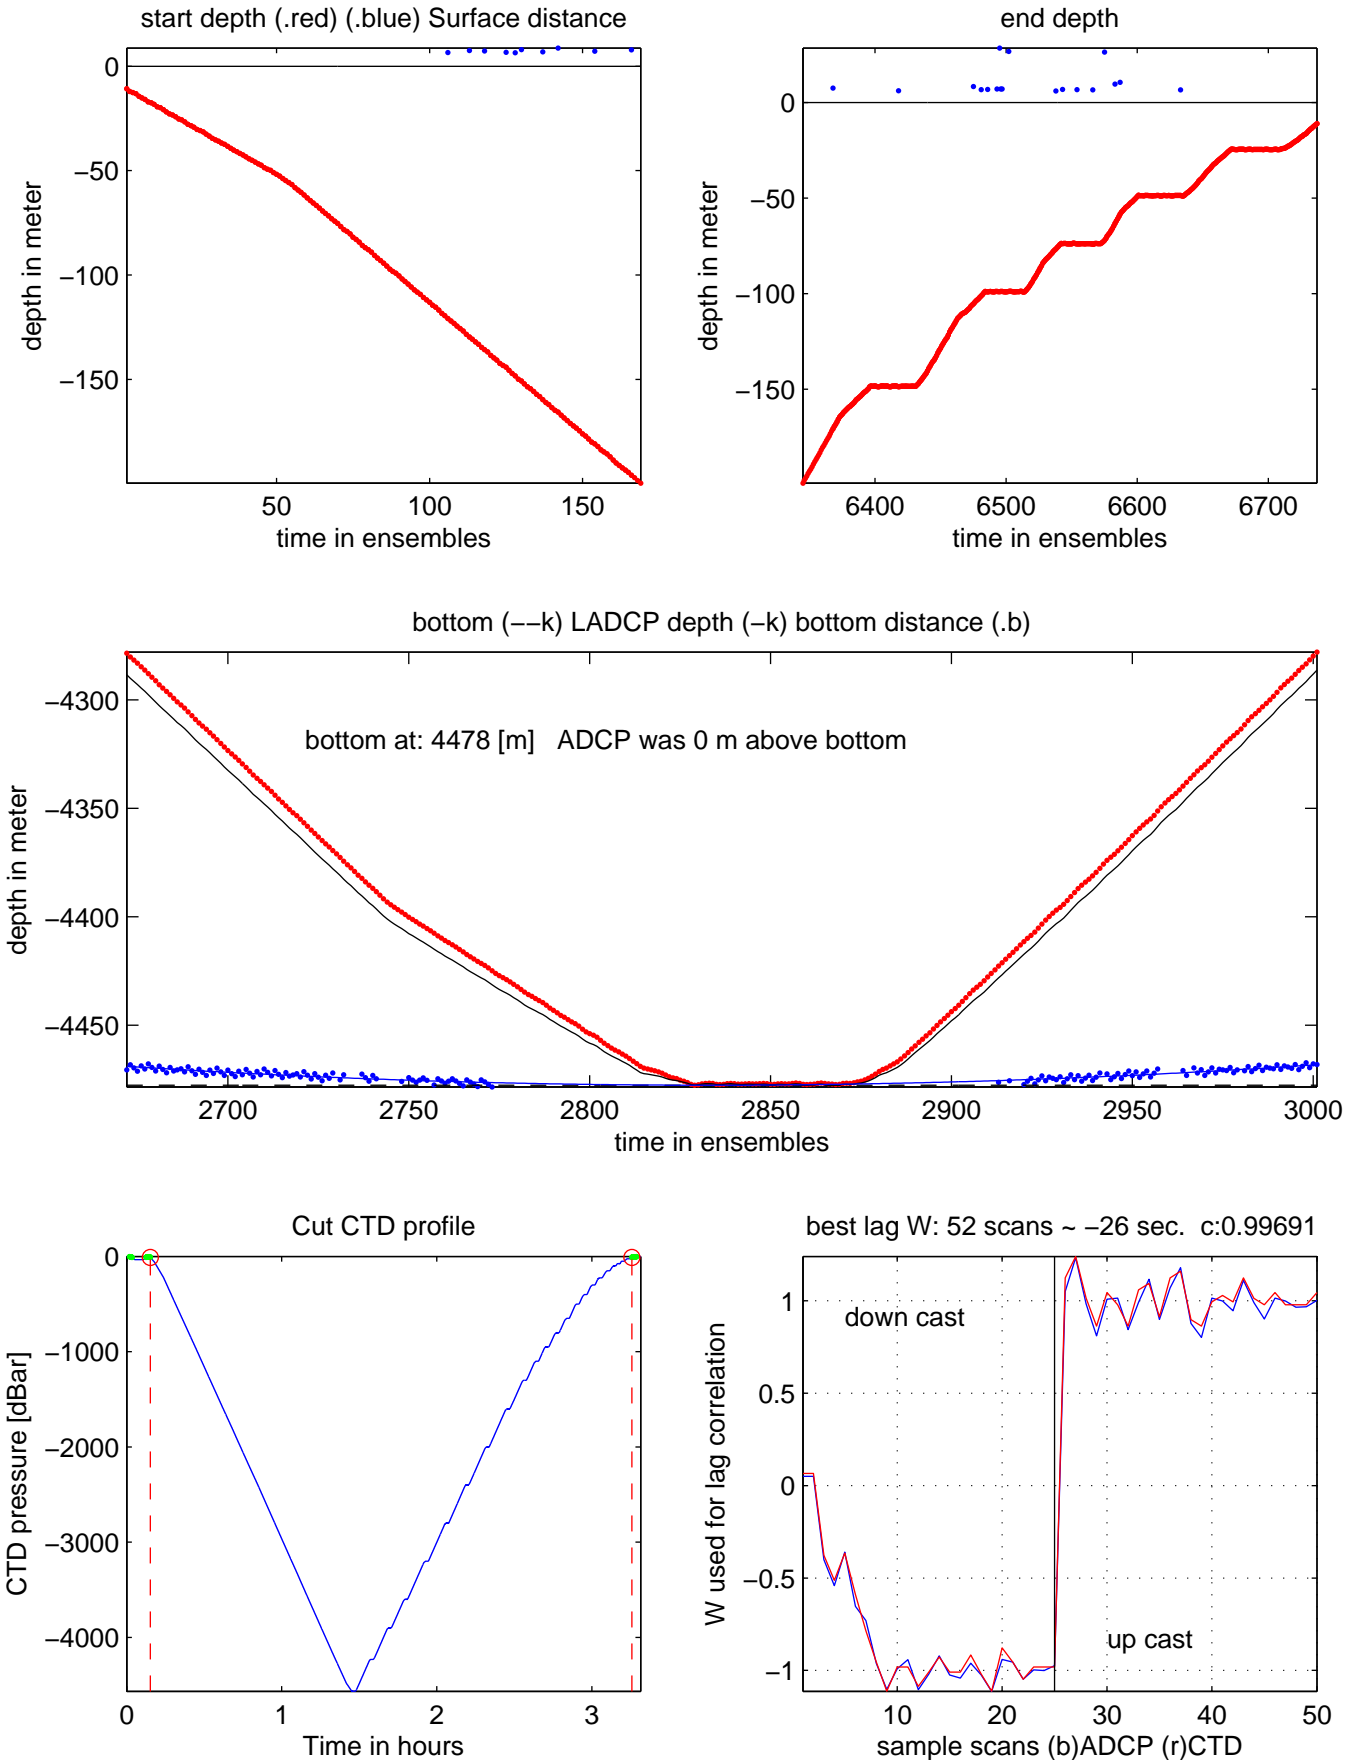 start depth (.red) (.blue) Surface distance
0
−50
−100
−150
depth in meter
50
100
150
time in ensembles
end depth
0
−50
−100
−150
depth in meter
6400
6500
6600
6700
time in ensembles
bottom (−−k) LADCP depth (−k) bottom distance (.b)
−4300
−4350
−4400
−4450
depth in meter
bottom at: 4478 [m]   ADCP was 0 m above bottom
2700
2750
2800
2850
2900
2950
3000
time in ensembles
Cut CTD profile
0
−1000
−2000
−3000
−4000
CTD pressure [dBar]
0
1
2
3
Time in hours
best lag W: 52 scans ~ −26 sec.  c:0.99691
1
0.5
0
−0.5
−1
W used for lag correlation
down cast
up cast
10
20
30
40
50
sample scans (b)ADCP (r)CTD